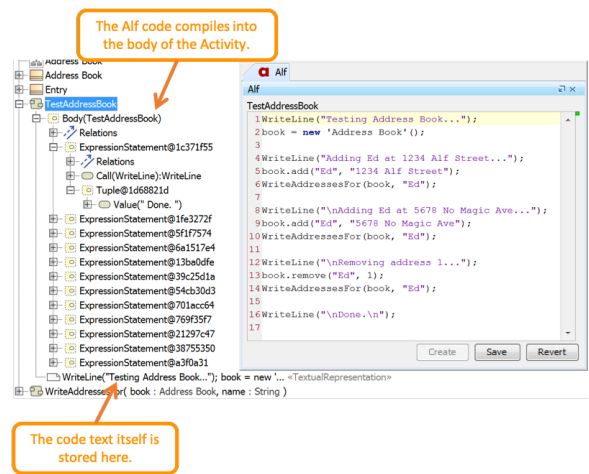 The Alf code compiles into
the body of the Activity.
Address Book
Address Book
Entry
TestAddressBook
Body(TestAddressBook)
Relations
ExpressionStatement@1c371f55
Relations
Call(WriteLine):WriteLine
Tuple@1d68821d
Value(" Done. ")
ExpressionStatement@1fe3272f
ExpressionStatement@5f1f7574
ExpressionStatement@6a1517e4
ExpressionStatement@13ba0dfe
ExpressionStatement@39c25d1a
ExpressionStatement@54cb30d3
ExpressionStatement@701acc64
ExpressionStatement@769f35f7
ExpressionStatement@21297c47
ExpressionStatement@38755350
ExpressionStatement@a3f0a31
WriteLine("Testing Address Book..."); book = new '... «TextualRepresentation»
WriteAddressesFor( book : Address Book, name : String )
a Alf
Alf
TestAddressBook
1 WriteLine("Testing Address Book...");
2 book = new 'Address Book'();
3
4 WriteLine("Adding Ed at 1234 Alf Street...");
5 book.add("Ed", "1234 Alf Street");
6 WriteAddressesFor(book, "Ed");
7
8 WriteLine("\nAdding Ed at 5678 No Magic Ave...");
9 book.add("Ed", "5678 No Magic Ave");
10 WriteAddressesFor(book, "Ed");
11
12 WriteLine("\nRemoving address 1...");
13 book.remove("Ed", 1);
14 WriteAddressesFor(book, "Ed");
15
16 WriteLine("\nDone.\n");
17
Create Save Revert
The code text itself is
stored here.